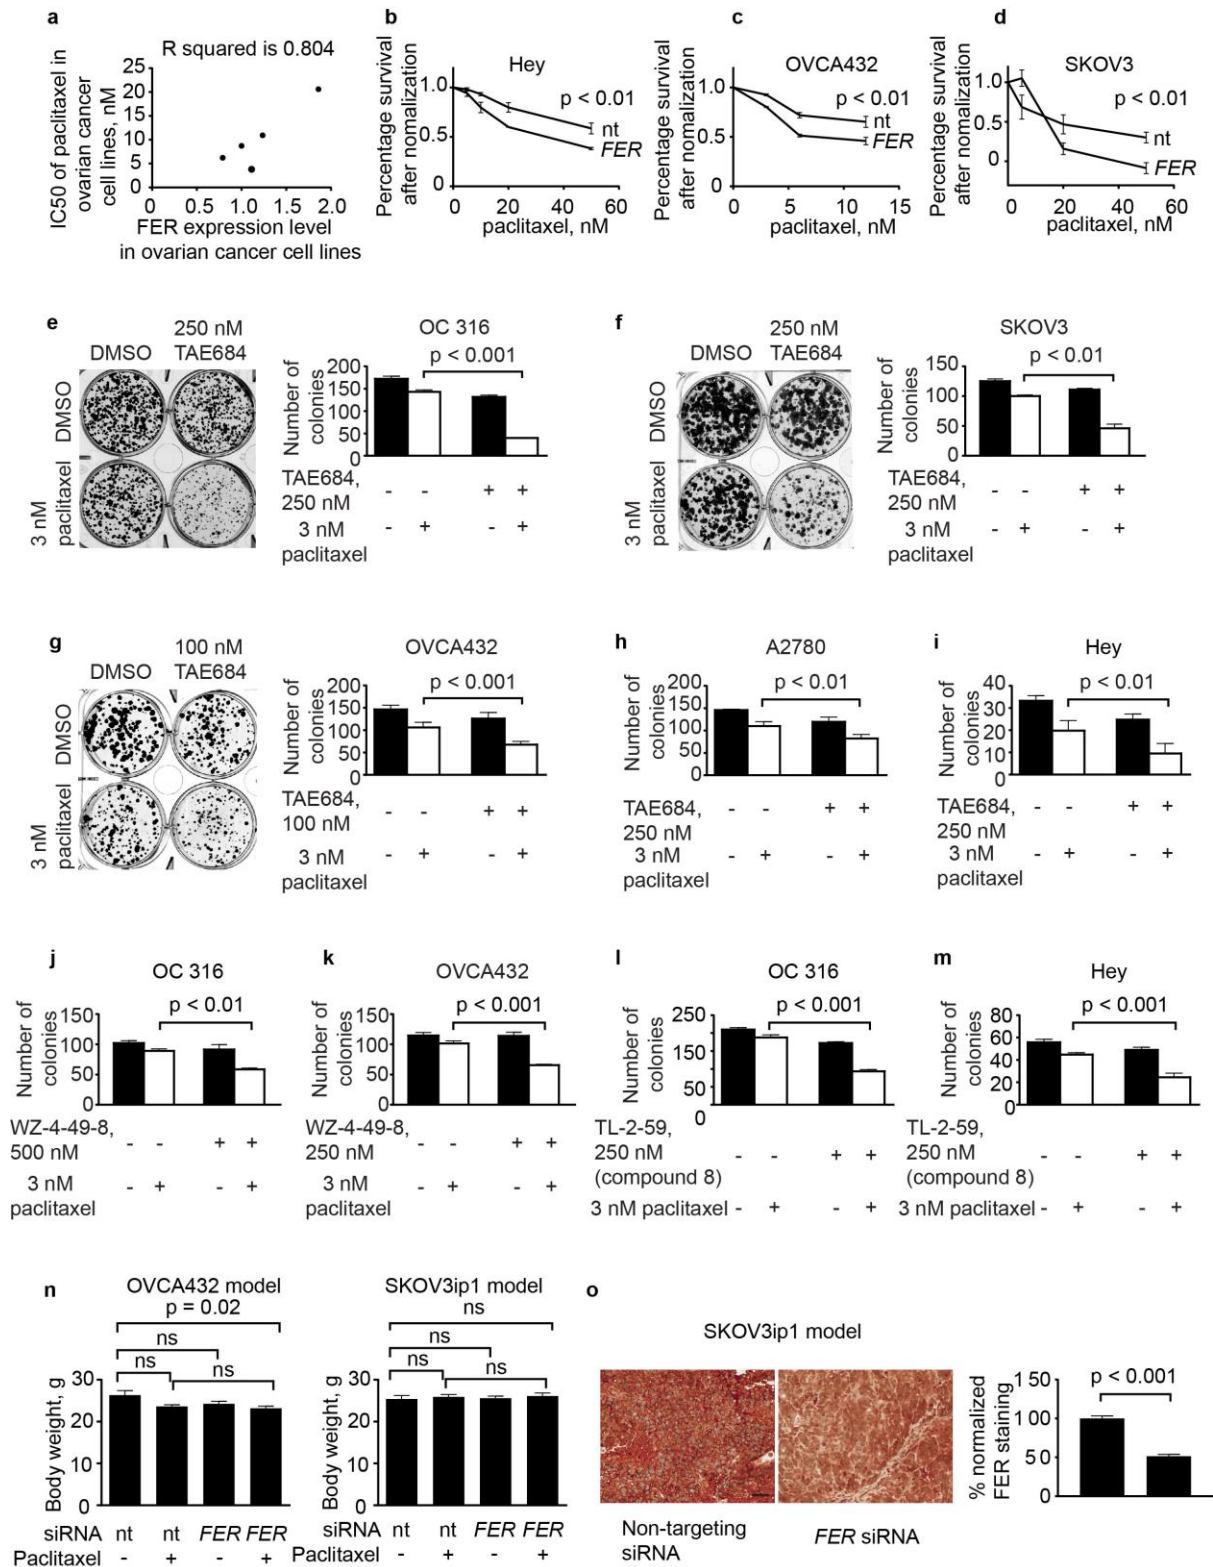 a
R squared is 0.804
IC50 of paclitaxel in
ovarian cancer
cell lines, nM
25
20
15
10
5
0
0 0.5 1.0 1.5 2.0
FER expression level
in ovarian cancer cell lines
b
Hey
Percentage survival
after nomalization
1.0
0.5
0
p < 0.01
nt
FER
0 20 40 60
paclitaxel, nM
c
OVCA432
Percentage survival
after nomalization
1.0
0.5
0
p < 0.01
nt
FER
0 3 6 9 12 15
paclitaxel, nM
d
SKOV3
Percentage survival
after nomalization
1.0
0.5
0
p < 0.01
nt
FER
0 20 40 60
paclitaxel, nM
e
250 nM
DMSO TAE684
DMSO
3 nM
paclitaxel
OC 316
p < 0.001
Number of
colonies
200
150
100
50
0
TAE684,
250 nM
- - + +
3 nM
paclitaxel
- + - +
f
250 nM
DMSO TAE684
DMSO
3 nM
paclitaxel
SKOV3
p < 0.01
Number of
colonies
150
100
50
0
TAE684,
250 nM
- - + +
3 nM
paclitaxel
- + - +
g
100 nM
DMSO TAE684
DMSO
3 nM
paclitaxel
OVCA432
p < 0.001
Number of
colonies
200
150
100
50
0
TAE684,
100 nM
- - + +
3 nM
paclitaxel
- + - +
h
A2780
p < 0.01
Number of
colonies
200
150
100
50
0
TAE684,
250 nM
- - + +
3 nM
paclitaxel
- + - +
i
Hey
p < 0.01
Number of
colonies
40
30
20
10
0
TAE684,
250 nM
- - + +
3 nM
paclitaxel
- + - +
j
OC 316
p < 0.01
Number of
colonies
150
100
50
0
WZ-4-49-8,
500 nM
- - + +
3 nM
paclitaxel
- + - +
k
OVCA432
p < 0.001
Number of
colonies
150
100
50
0
WZ-4-49-8,
250 nM
- - + +
3 nM
paclitaxel
- + - +
l
OC 316
p < 0.001
Number of
colonies
250
150
100
50
0
TL-2-59,
250 nM
(compound 8)
- - + +
3 nM paclitaxel - + - +
m
Hey
p < 0.001
Number of
colonies
80
60
40
20
0
TL-2-59,
250 nM
(compound 8)
- - + +
3 nM paclitaxel - + - +
n
OVCA432 model
p = 0.02
ns
ns
ns
Body weight, g
30
20
10
0
siRNA nt nt FER FER
Paclitaxel - + - +
SKOV3ip1 model
ns
ns
ns
ns
Body weight, g
30
20
10
0
nt nt FER FER
Paclitaxel - + - +
o
SKOV3ip1 model
Non-targeting
siRNA
FER siRNA
p < 0.001
% normalized
FER staining
150
100
50
0